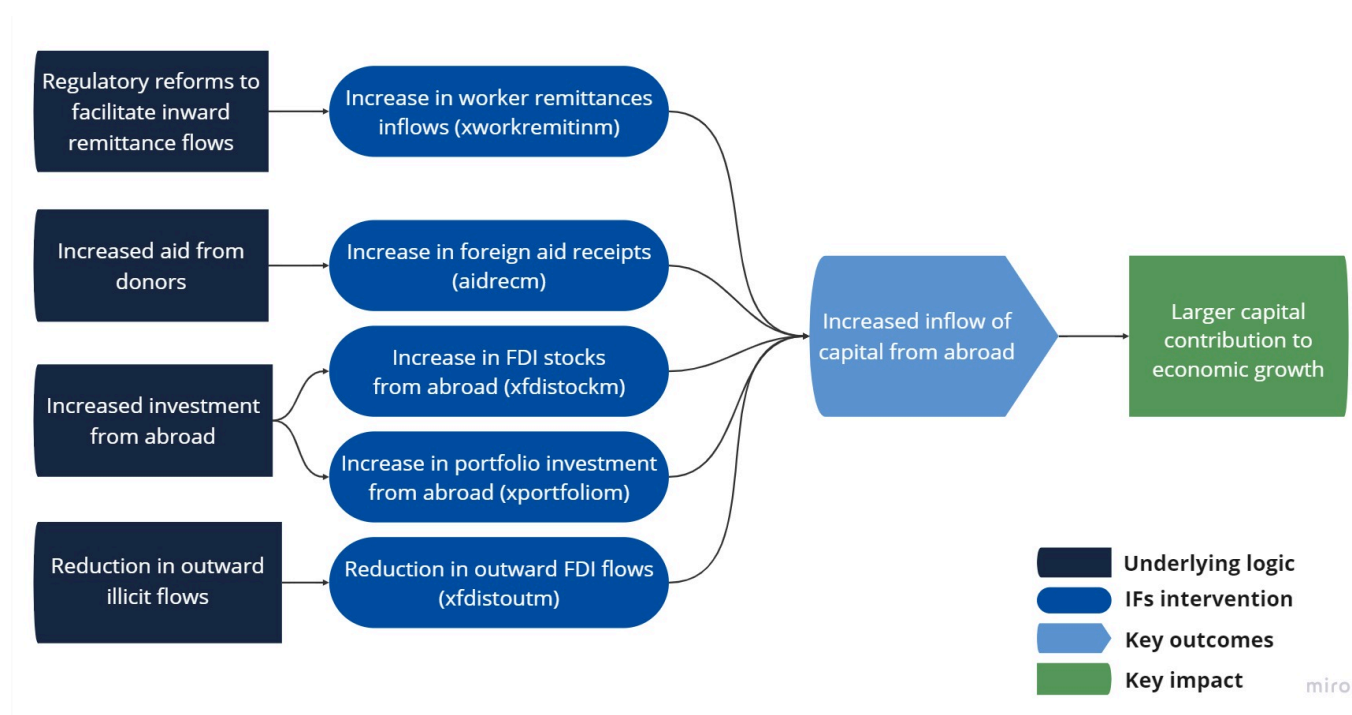 Regulatory reforms to
facilitate inward
remittance flows
Increase in worker remittances
inflows (xworkremitinm)
Increased aid from
donors
Increase in foreign aid receipts
(aidrecm)
Increased investment
from abroad
Increase in FDI stocks
from abroad (xfdistockm)
Increase in portfolio investment
from abroad (xportfoliom)
Reduction in outward
illicit flows
Reduction in outward FDI flows
(xfdistoutm)
Increased inflow of
capital from abroad
Larger capital
contribution to
economic growth
Underlying logic
IFs intervention
Key outcomes
Key impact
miro